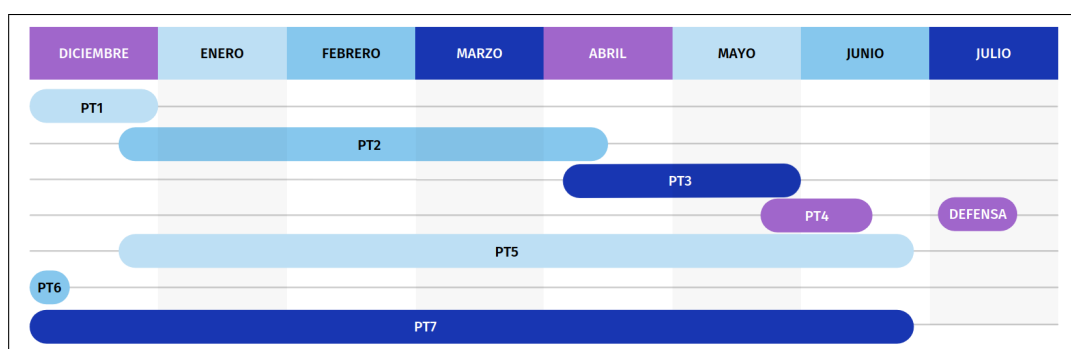 DICIEMBRE ENERO FEBRERO MARZO ABRIL MAYO JUNIO JULIO
PT1
PT2
PT3
PT4 DEFENSA
PT5
PT6
PT7